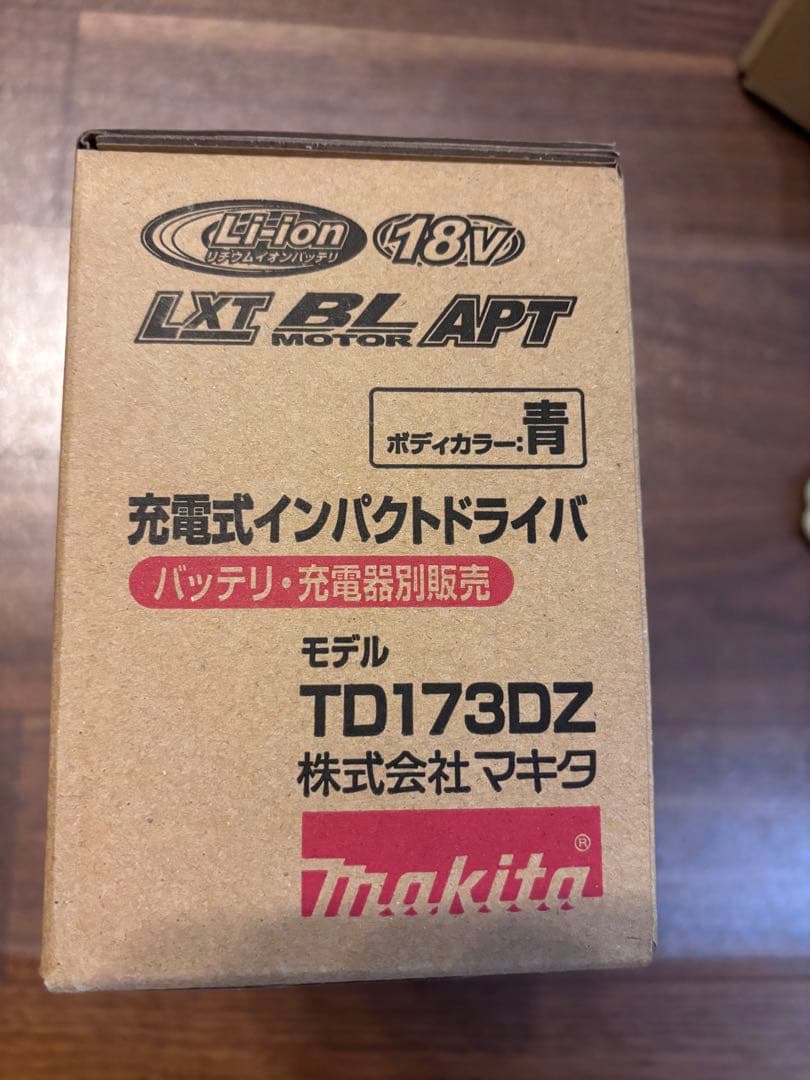 Li-ion 18V
リチウムイオンバッテリ
LXT BL MOTOR APT
ボディカラー:青
充電式インパクトドライバ
バッテリ・充電器別販売
モデル
TD173DZ
株式会社マキタ
makita®